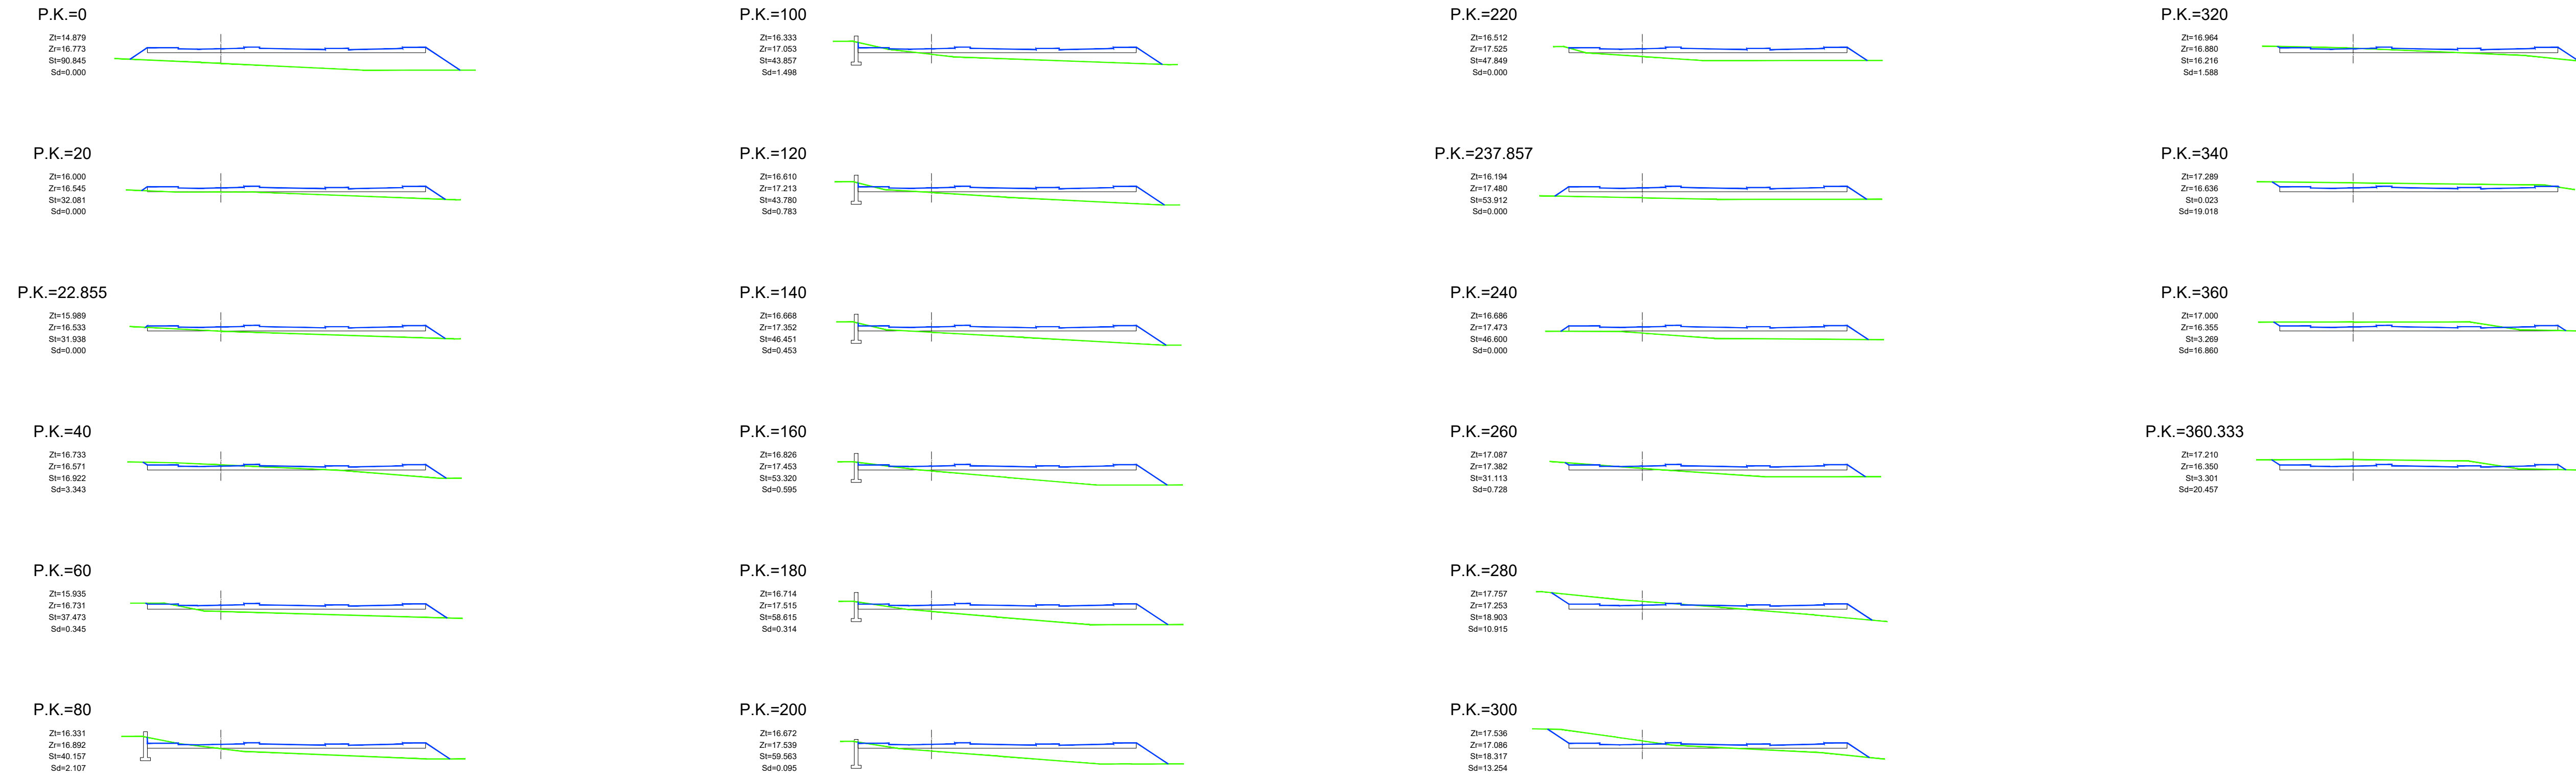 P.K.=0
Zt=14.879
Zr=16.773
St=90.845
Sd=0.000
P.K.=20
Zt=16.000
Zr=16.545
St=32.081
Sd=0.000
P.K.=22.855
Zt=15.989
Zr=16.533
St=31.938
Sd=0.000
P.K.=40
Zt=16.733
Zr=16.571
St=16.922
Sd=3.343
P.K.=60
Zt=15.935
Zr=16.731
St=37.473
Sd=0.345
P.K.=80
Zt=16.331
Zr=16.892
St=40.157
Sd=2.107
P.K.=100
Zt=16.333
Zr=17.053
St=43.857
Sd=1.498
P.K.=120
Zt=16.610
Zr=17.213
St=43.780
Sd=0.783
P.K.=140
Zt=16.668
Zr=17.352
St=46.451
Sd=0.453
P.K.=160
Zt=16.826
Zr=17.453
St=53.320
Sd=0.595
P.K.=180
Zt=16.714
Zr=17.515
St=58.615
Sd=0.314
P.K.=200
Zt=16.672
Zr=17.539
St=59.563
Sd=0.095
P.K.=220
Zt=16.512
Zr=17.525
St=47.849
Sd=0.000
P.K.=237.857
Zt=16.194
Zr=17.480
St=53.912
Sd=0.000
P.K.=240
Zt=16.686
Zr=17.473
St=46.600
Sd=0.000
P.K.=260
Zt=17.087
Zr=17.382
St=31.113
Sd=0.728
P.K.=280
Zt=17.757
Zr=17.253
St=18.903
Sd=10.915
P.K.=300
Zt=17.536
Zr=17.086
St=18.317
Sd=13.254
P.K.=320
Zt=16.964
Zr=16.880
St=16.216
Sd=1.588
P.K.=340
Zt=17.289
Zr=16.636
St=0.023
Sd=19.018
P.K.=360
Zt=17.000
Zr=16.355
St=3.269
Sd=16.860
P.K.=360.333
Zt=17.210
Zr=16.350
St=3.301
Sd=20.457